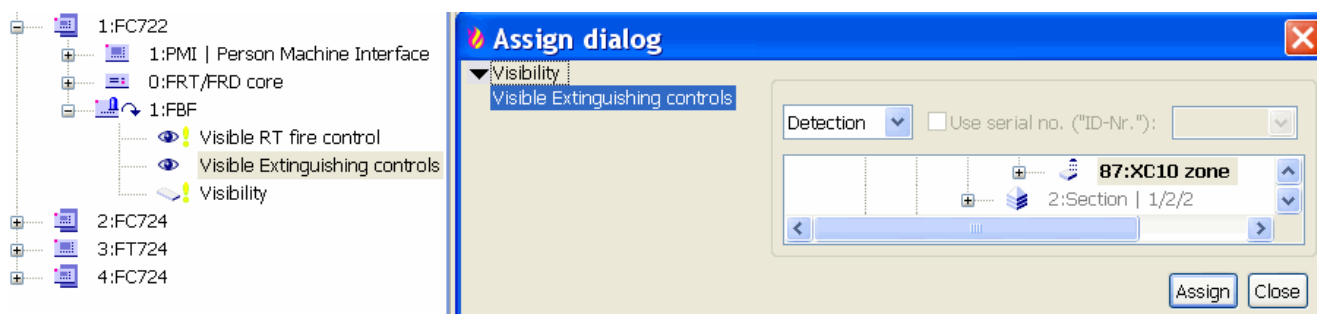 1:FC722
1:PMI | Person Machine Interface
0:FRT/FRD core
1:FBF
Visible RT fire control
Visible Extinguishing controls
Visibility
2:FC724
3:FT724
4:FC724
Assign dialog
Visibility
Visible Extinguishing controls
Detection Use serial no. ("ID-Nr."):
87:XC10 zone
2:Section | 1/2/2
Assign Close